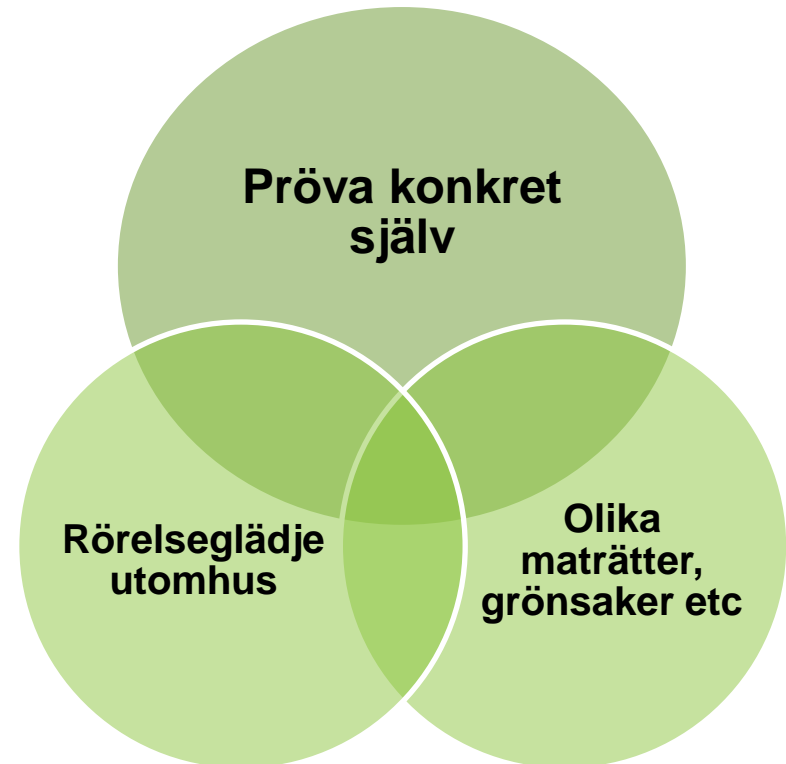 Pröva konkret
själv
Rörelseglädje
utomhus
Olika
maträtter,
grönsaker etc